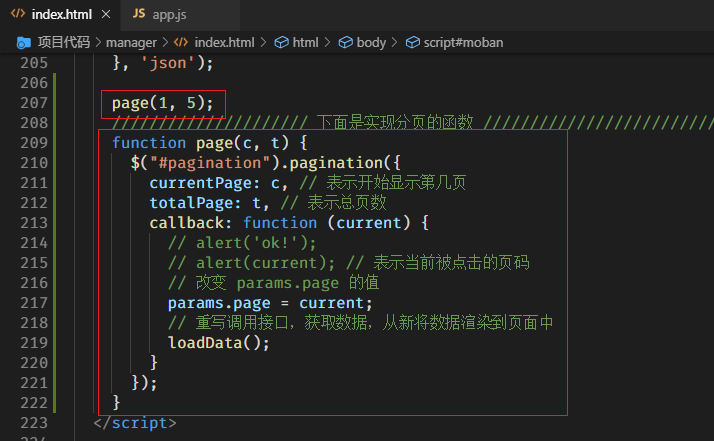 index.html ×
JS app.js
项目代码 > manager > index.html > html > body > script#moban
205 }, 'json');
206
207 page(1, 5);
208 ///////////////////// 下面是实现分页的函数 /////////////////////////
209 function page(c, t) {
210 $("#pagination").pagination({
211 currentPage: c, // 表示开始显示第几页
212 totalPage: t, // 表示总页数
213 callback: function (current) {
214 // alert('ok!');
215 // alert(current); // 表示当前被点击的页码
216 // 改变 params.page 的值
217 params.page = current;
218 // 重写调用接口，获取数据，从新将数据渲染到页面中
219 loadData();
220 }
221 });
222 }
223 </script>